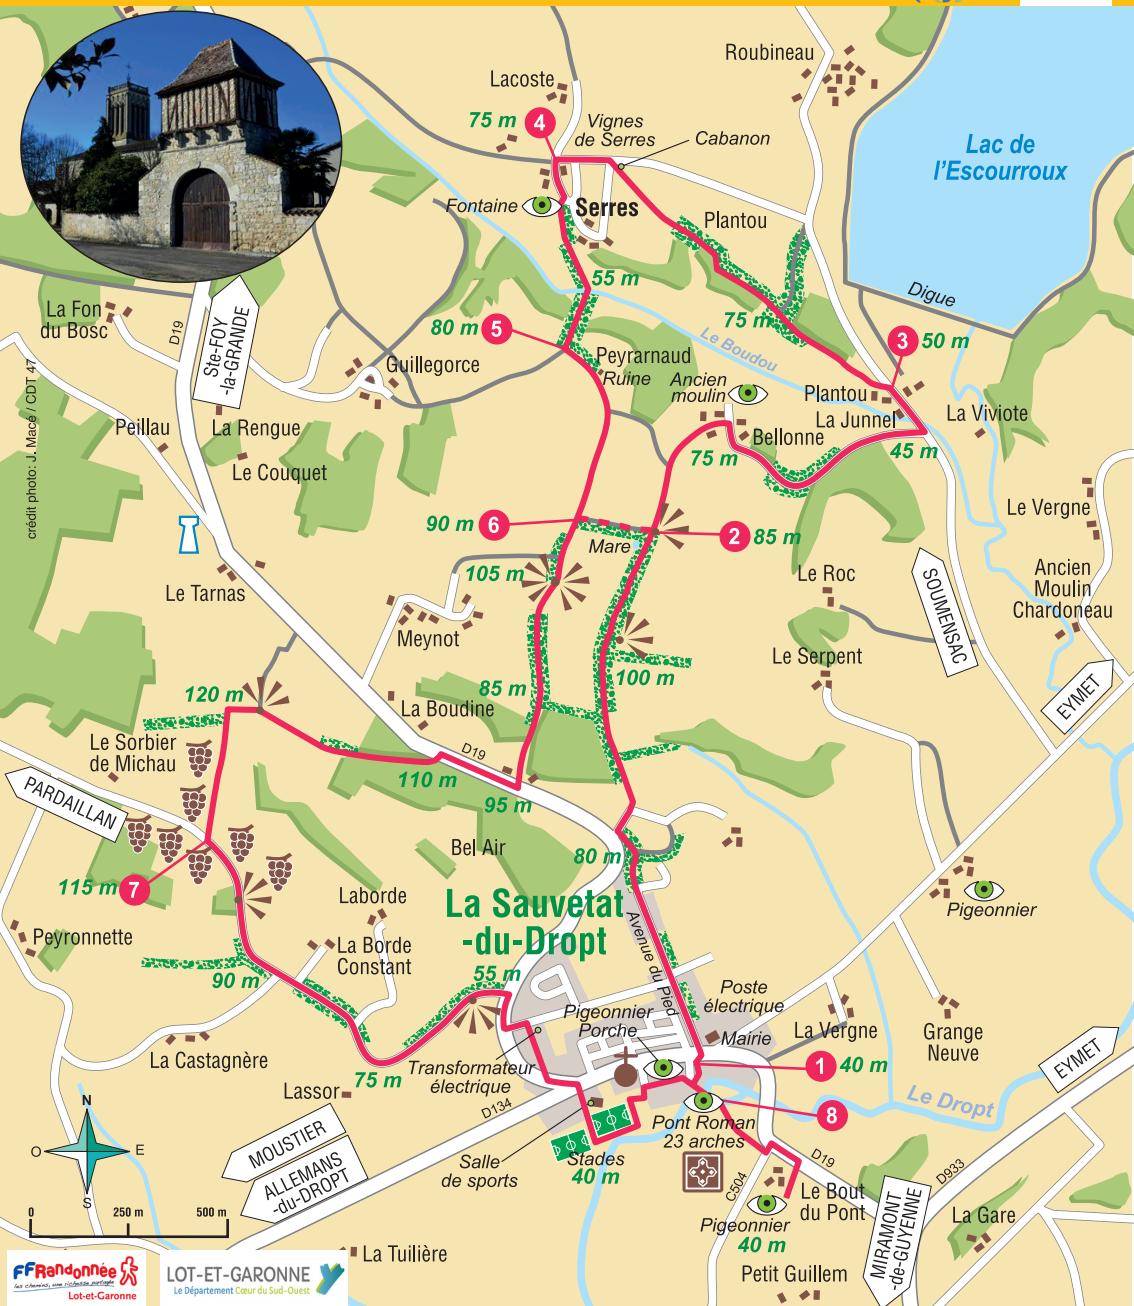 Roubineau
Lacoste
75 m
4
Vignes
de Serres
Cabanon
Lac de
l'Escourroux
Fontaine
Serres
Plantou
55 m
Digue
La Fon
du Bosc
D19
Ste-FOY
-la-GRANDE
80 m
5
75 m
Le Boudou
3
50 m
Guillegorce
Peyrarnaud
Ruine
Ancien
moulin
Plantou
La Junnel
La Viviote
crédit photo: J. Macé / CDT 47
Peillau
La Rengue
Le Couquet
75 m
Bellonne
45 m
90 m
6
Mare
2
85 m
Le Vergne
105 m
Le Tarnas
Le Roc
SOUMENSAC
Ancien
Moulin
Chardoneau
Meynot
Le Serpent
100 m
85 m
120 m
La Boudine
EYMET
Le Sorbier
de Michau
D19
110 m
95 m
PARDAILLAN
Bel Air
80 m
115 m
7
Laborde
La Sauvetat
-du-Dropt
Avenue du Pied
Pigeonnier
Peyronnette
La Borde
Constant
90 m
55 m
Poste
électrique
Pigeonnier
Porche
Mairie
La Vergne
Grange
Neuve
La Castagnère
75 m
Transformateur
électrique
1
40 m
EYMET
Lassor
D134
Le Dropt
8
N
O
E
S
MOUSTIER
ALLEMANS
-du-DROPT
Salle
de sports
Stades
40 m
Pont Roman
23 arches
D19
C504
D933
Le Bout
du Pont
0
250 m
500 m
Pigeonnier
40 m
MIRAMONT
-de-GUYENNE
La Gare
La Tuilière
Petit Guillem
FFRandonnée
les chemins, une richesse partagée
Lot-et-Garonne
LOT-ET-GARONNE
Le Département Cœur du Sud-Ouest